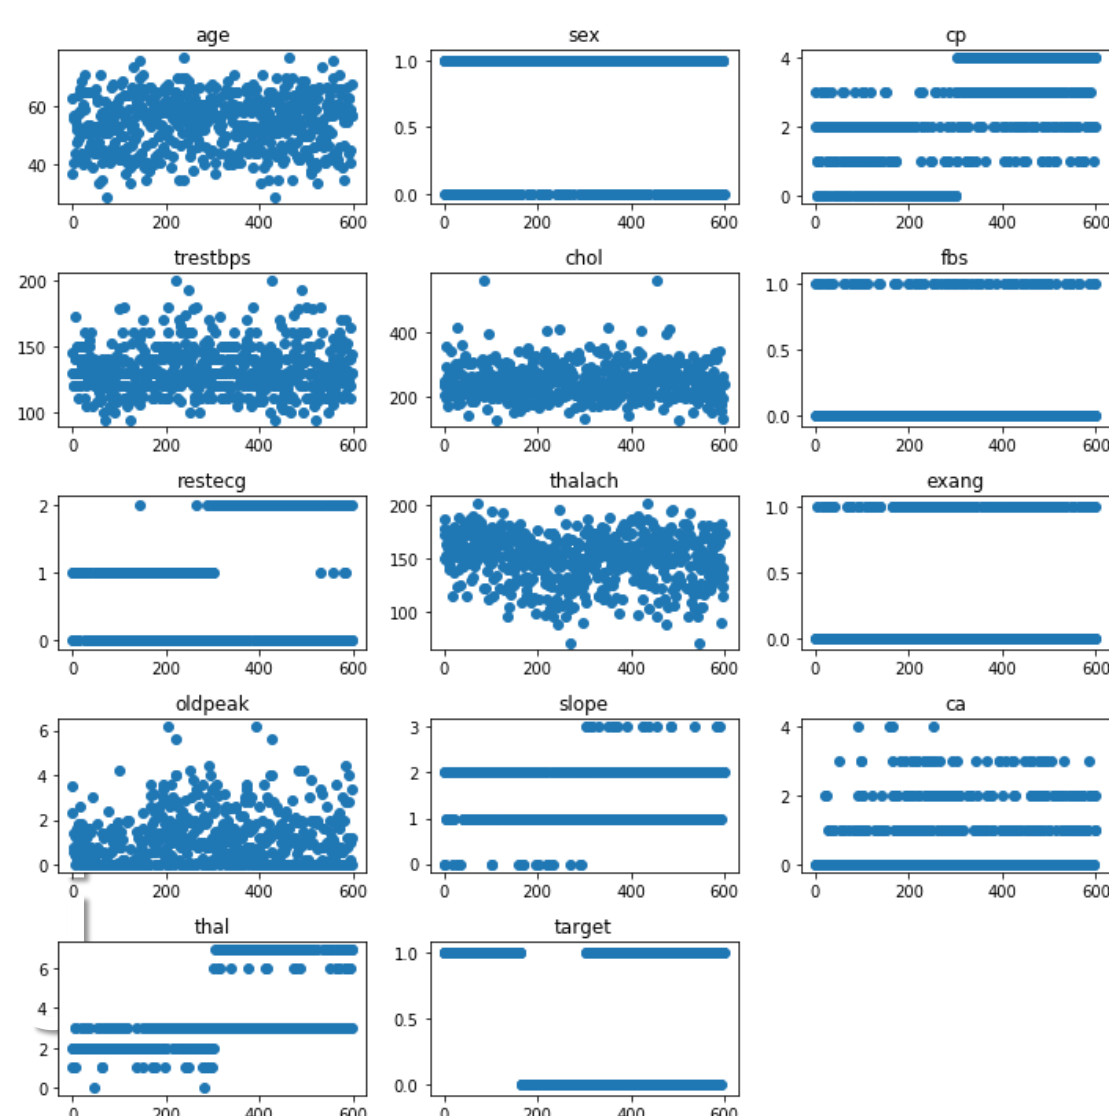 age sex cp
60 1.0 4
40 0.5 2
0.0 0
0 200 400 600 0 200 400 600 0 200 400 600
trestbps chol fbs
200 400 1.0
150 200 0.5
100 0.0
0 200 400 600 0 200 400 600 0 200 400 600
restecg thalach exang
2 200 1.0
1 150 0.5
0 100 0.0
0 200 400 600 0 200 400 600 0 200 400 600
oldpeak slope ca
6 3 4
4 2 2
2 1 0
0 0
0 200 400 600 0 200 400 600 0 200 400 600
thal target
6 1.0
4 0.5
2 0.0
0
0 200 400 600 0 200 400 600